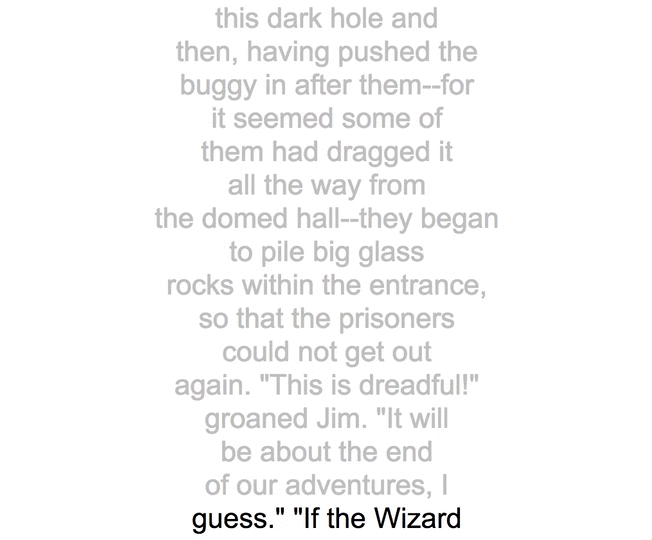 this dark hole and
then, having pushed the
buggy in after them--for
it seemed some of
them had dragged it
all the way from
the domed hall--they began
to pile big glass
rocks within the entrance,
so that the prisoners
could not get out
again. "This is dreadful!"
groaned Jim. "It will
be about the end
of our adventures, I
guess." "If the Wizard